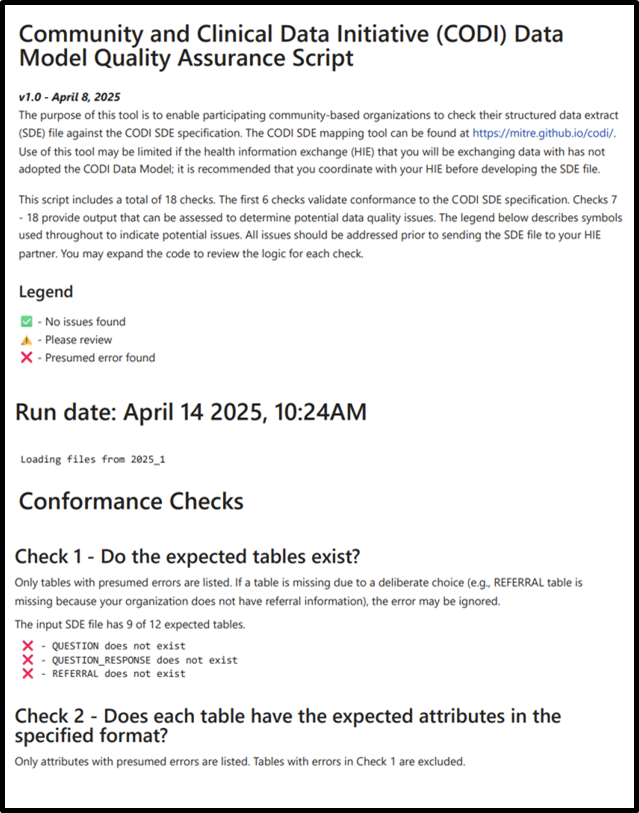 Community and Clinical Data Initiative (CODI) Data
Model Quality Assurance Script
v1.0 - April 8, 2025
The purpose of this tool is to enable participating community-based organizations to check their structured data extract
(SDE) file against the CODI SDE specification. The CODI SDE mapping tool can be found at https://mitre.github.io/codi/.
Use of this tool may be limited if the health information exchange (HIE) that you will be exchanging data with has not
adopted the CODI Data Model; it is recommended that you coordinate with your HIE before developing the SDE file.
This script includes a total of 18 checks. The first 6 checks validate conformance to the CODI SDE specification. Checks 7
- 18 provide output that can be assessed to determine potential data quality issues. The legend below describes symbols
used throughout to indicate potential issues. All issues should be addressed prior to sending the SDE file to your HIE
partner. You may expand the code to review the logic for each check.
Legend
✅ - No issues found
⚠️ - Please review
❌ - Presumed error found
Run date: April 14 2025, 10:24AM
Loading files from 2025_1
Conformance Checks
Check 1 - Do the expected tables exist?
Only tables with presumed errors are listed. If a table is missing due to a deliberate choice (e.g., REFERRAL table is
missing because your organization does not have referral information), the error may be ignored.
The input SDE file has 9 of 12 expected tables.
❌ - QUESTION does not exist
❌ - QUESTION_RESPONSE does not exist
❌ - REFERRAL does not exist
Check 2 - Does each table have the expected attributes in the
specified format?
Only attributes with presumed errors are listed. Tables with errors in Check 1 are excluded.